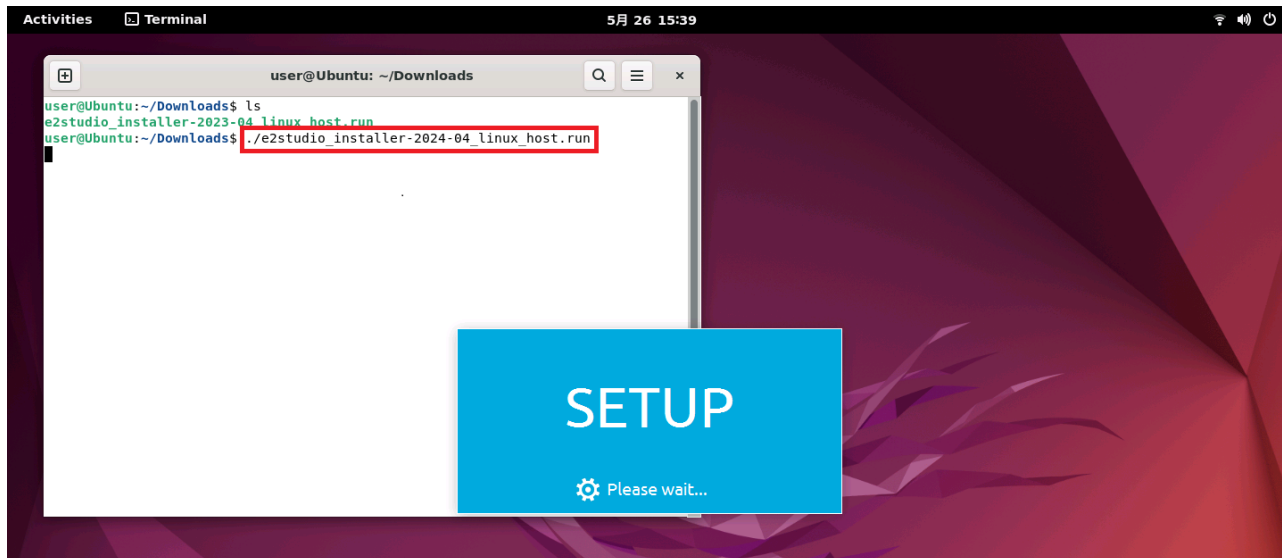 Activities Terminal 5月 26 15:39
user@Ubuntu: ~/Downloads
user@Ubuntu:~/Downloads$ ls
e2studio_installer-2023-04_linux_host.run
user@Ubuntu:~/Downloads$ ./e2studio_installer-2024-04_linux_host.run
SETUP
Please wait...